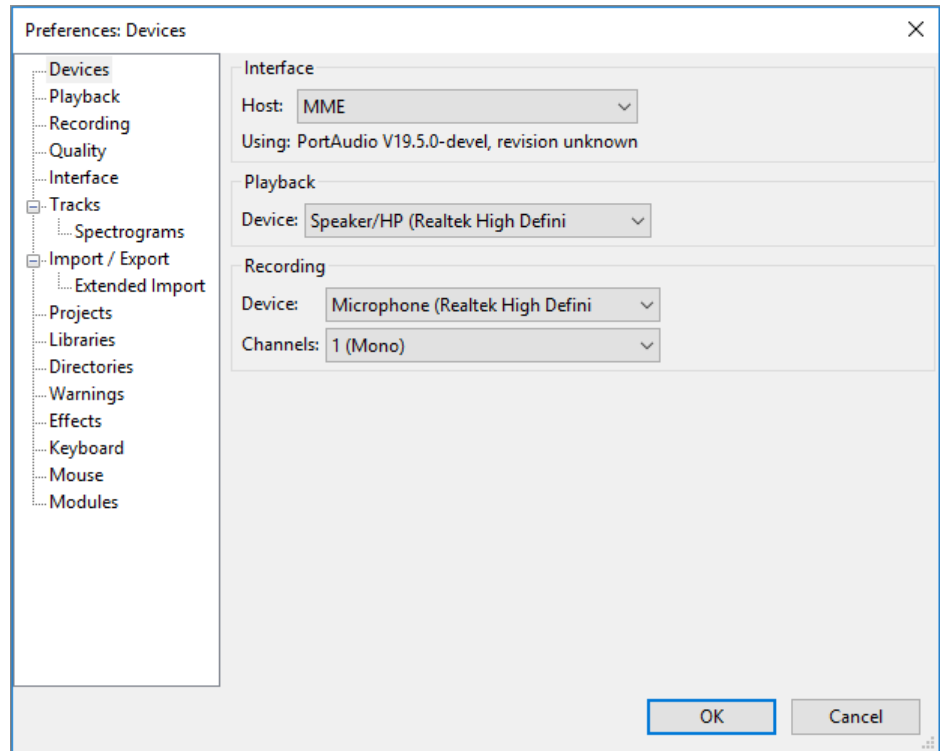 Preferences: Devices
Devices
Playback
Recording
Quality
Interface
Tracks
Spectrograms
Import / Export
Extended Import
Projects
Libraries
Directories
Warnings
Effects
Keyboard
Mouse
Modules
Interface
Host: MME
Using: PortAudio V19.5.0-devel, revision unknown
Playback
Device: Speaker/HP (Realtek High Defini
Recording
Device: Microphone (Realtek High Defini
Channels: 1 (Mono)
OK Cancel